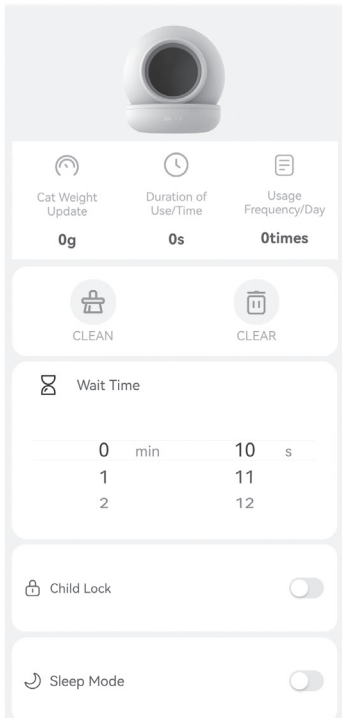 Cat Weight
Update
Duration of
Use/Time
Usage
Frequency/Day
0g
0s
0times
CLEAN
CLEAR
Wait Time
0 min 10 s
1 11
2 12
Child Lock
Sleep Mode